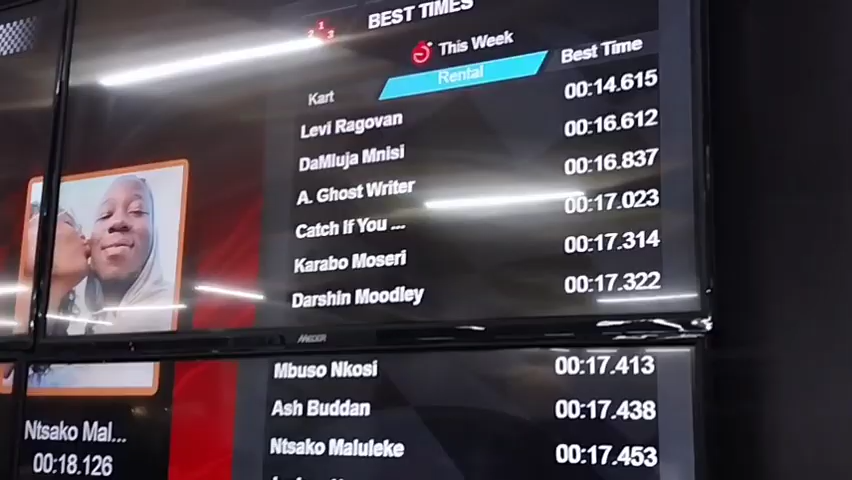 BEST TIMES
This Week
Kart Rental Best Time
Levi Ragovan 00:14.615
DaMluja Mnisi 00:16.612
A. Ghost Writer 00:16.837
Catch if You ... 00:17.023
Karabo Moseri 00:17.314
Darshin Moodley 00:17.322
Mbuso Nkosi 00:17.413
Ash Buddan 00:17.438
Ntsako Maluleke 00:17.453
Ntsako Mal...
00:18.126